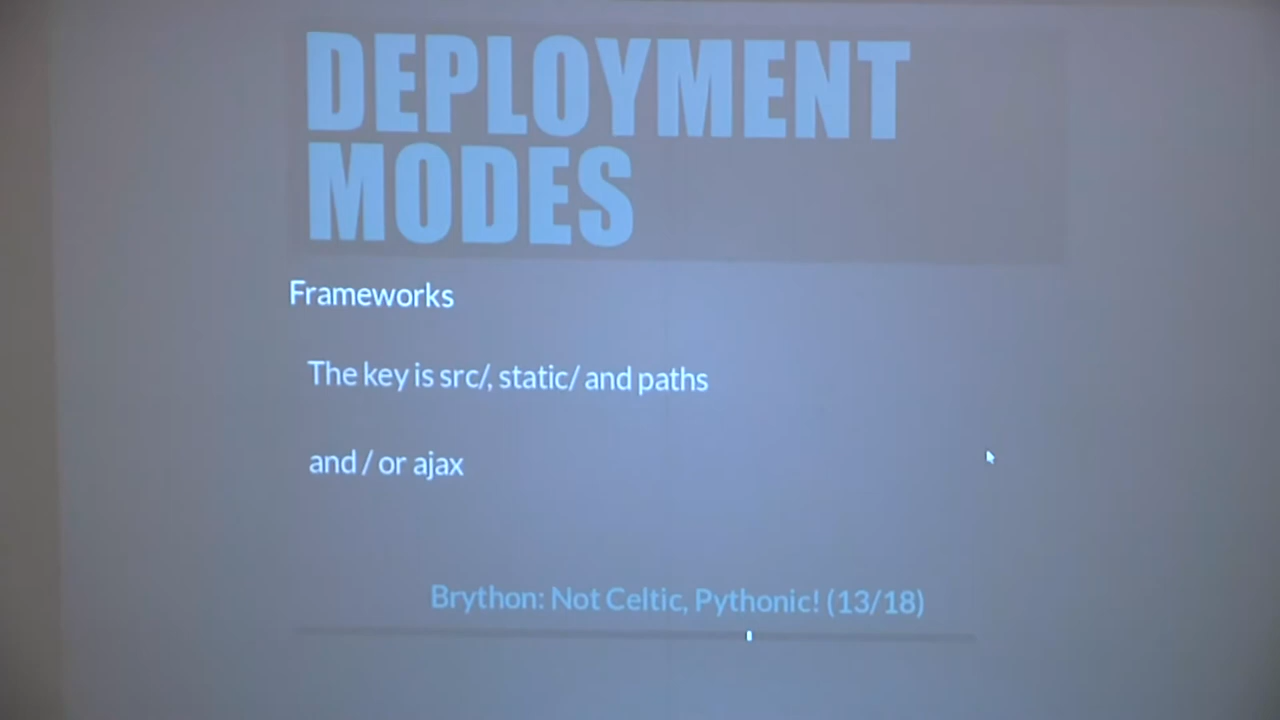 DEPLOYMENT
MODES
Frameworks
The key is src/, static/ and paths
and / or ajax
Brython: Not Celtic, Pythonic! (13/18)